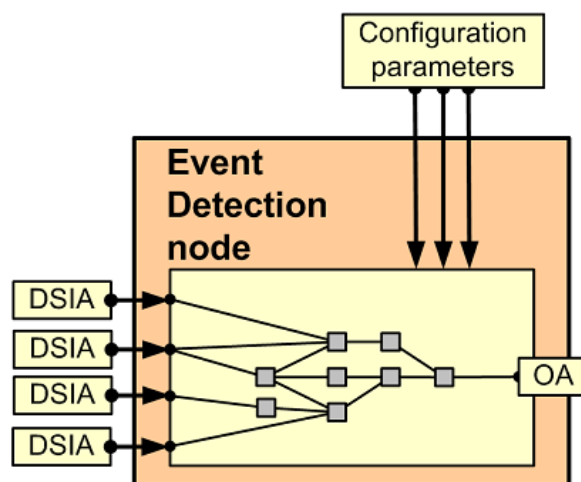 Configuration
parameters
Event
Detection
node
DSIA
DSIA
DSIA
DSIA
OA